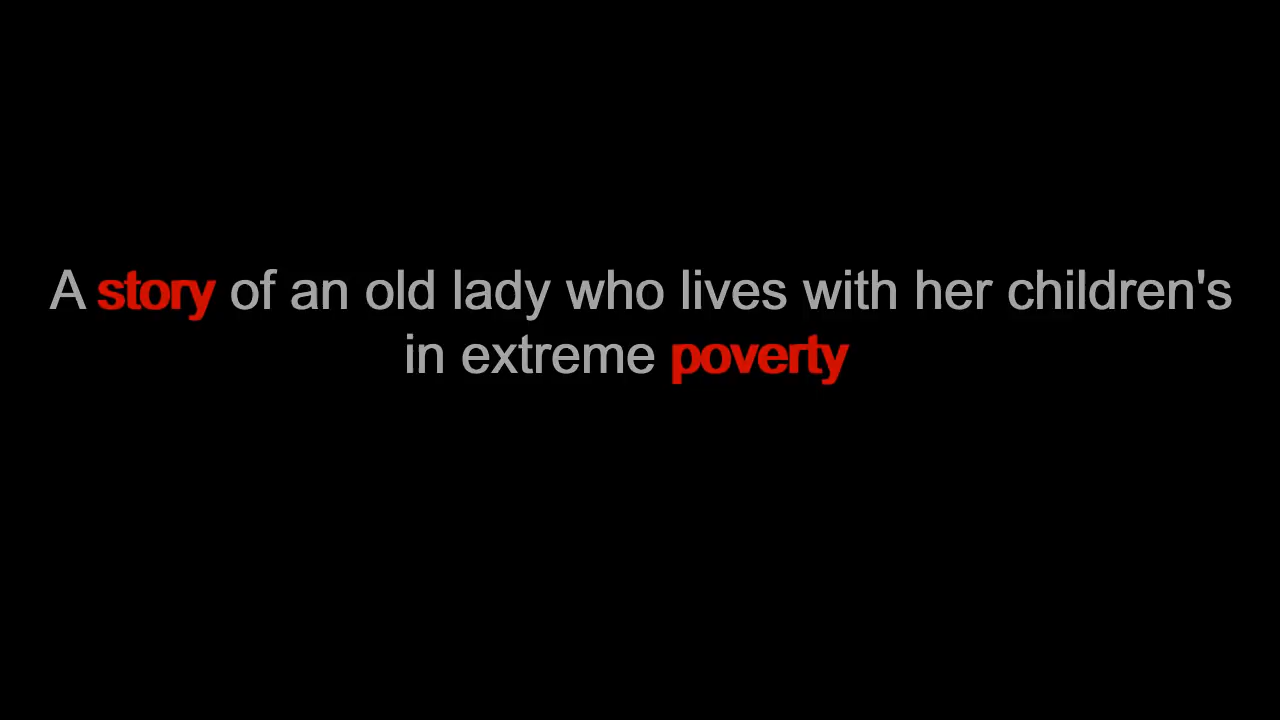 A story of an old lady who lives with her children's
in extreme poverty